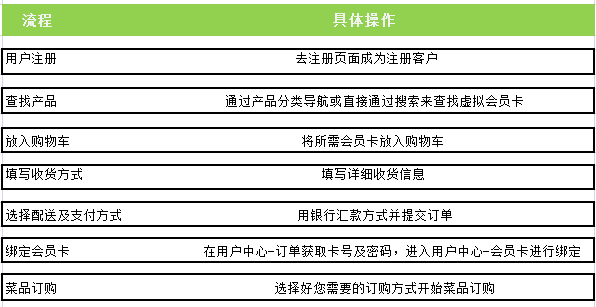 流程 具体操作
用户注册 去注册页面成为注册客户
查找产品 通过产品分类导航或直接通过搜索来查找虚拟会员卡
放入购物车 将所需会员卡放入购物车
填写收货方式 填写详细收货信息
选择配送及支付方式 用银行汇款方式并提交订单
绑定会员卡 在用户中心-订单获取卡号及密码，进入用户中心-会员卡进行绑定
菜品订购 选择好您需要的订购方式开始菜品订购